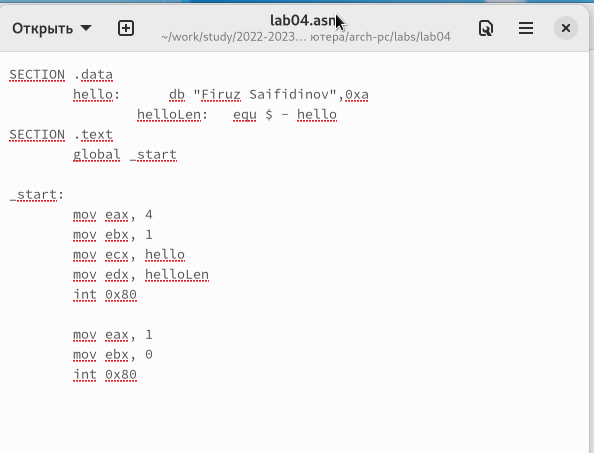 Открыть
lab04.asm
~/work/study/2022-2023… ютера/arch-pc/labs/lab04
SECTION .data
hello: db "Firuz Saifidinov",0xa
helloLen: equ $ - hello
SECTION .text
global _start
_start:
mov eax, 4
mov ebx, 1
mov ecx, hello
mov edx, helloLen
int 0x80
mov eax, 1
mov ebx, 0
int 0x80